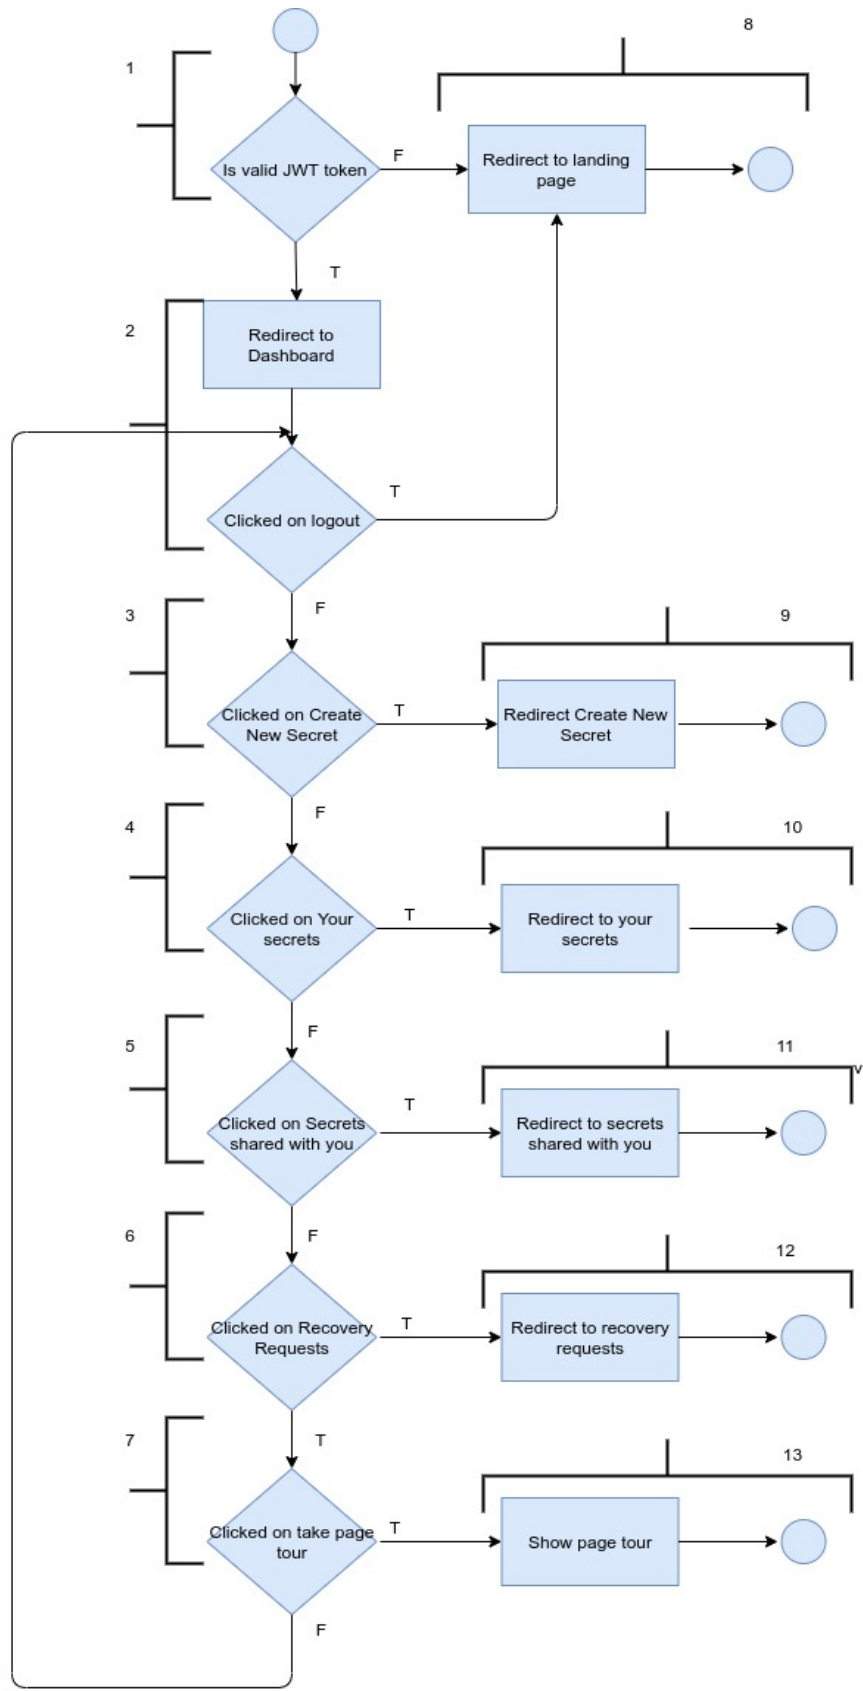 8
1
Is valid JWT token
F
Redirect to landing
page
T
2
Redirect to
Dashboard
T
Clicked on logout
F
3
9
Clicked on Create
New Secret
T
Redirect Create New
Secret
F
4
10
Clicked on Your
secrets
T
Redirect to your
secrets
F
5
11
v
Clicked on Secrets
shared with you
T
Redirect to secrets
shared with you
F
6
12
Clicked on Recovery
Requests
T
Redirect to recovery
requests
T
7
13
Clicked on take page
tour
T
Show page tour
F